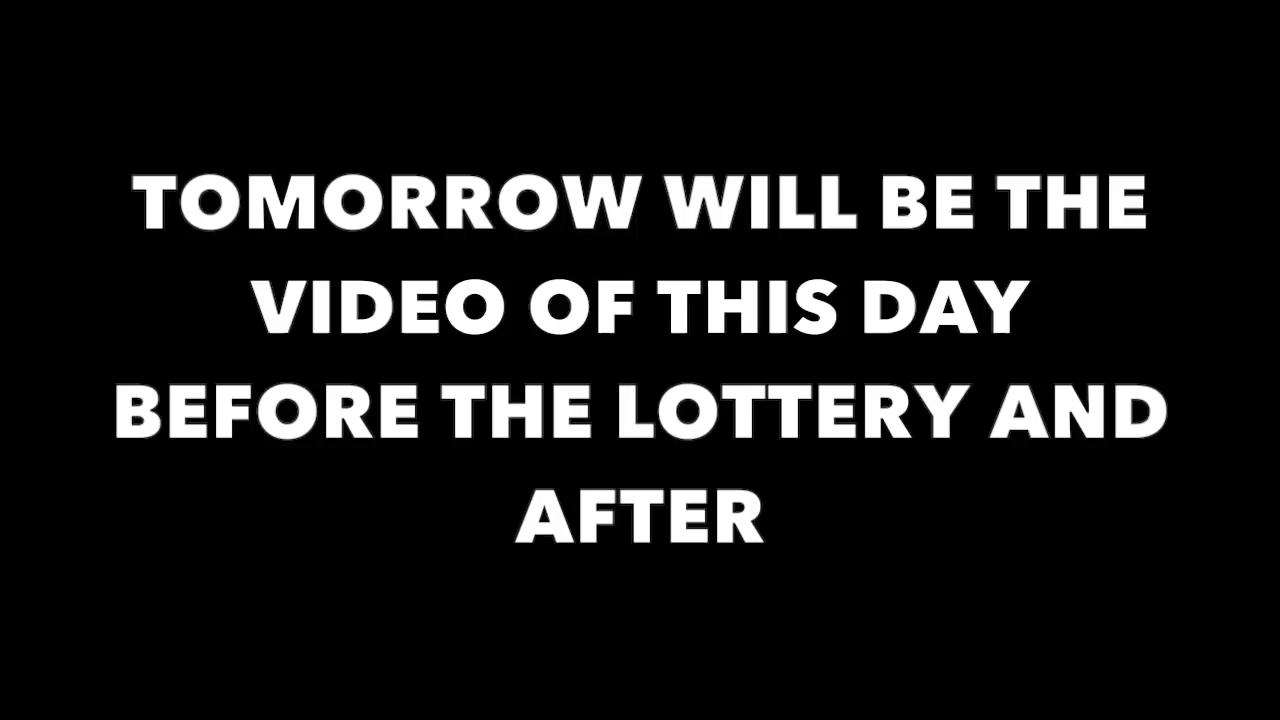 TOMORROW WILL BE THE
VIDEO OF THIS DAY
BEFORE THE LOTTERY AND
AFTER